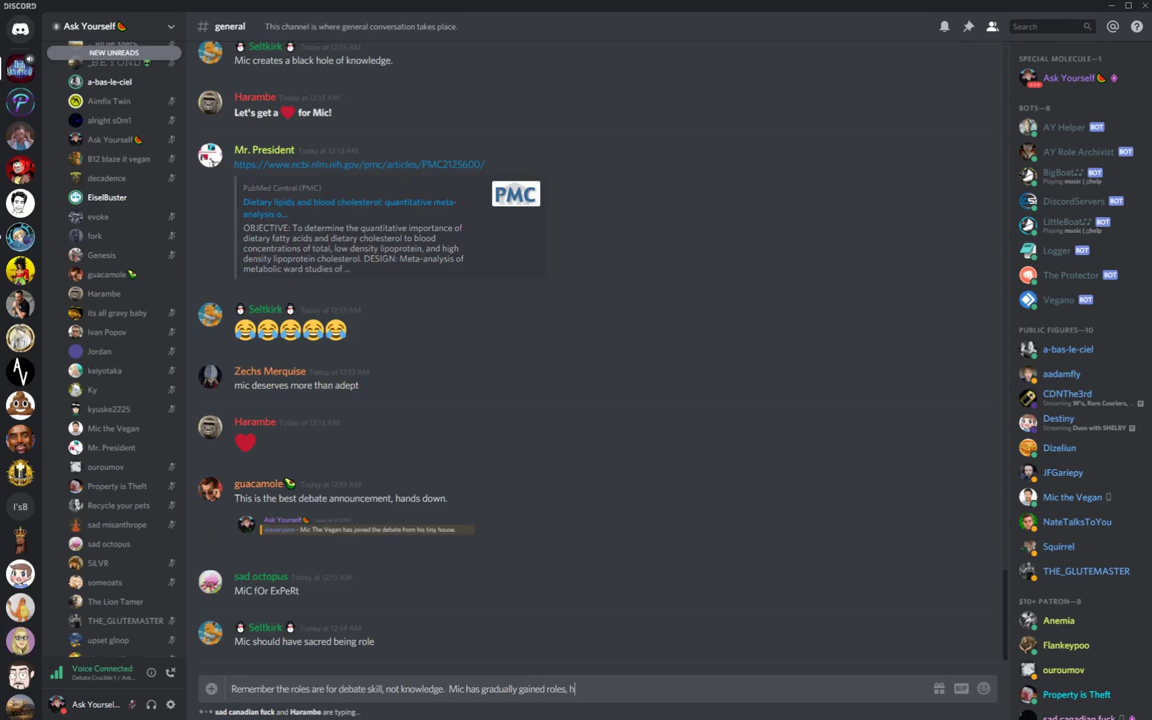 DISCORD
Ask Yourself
# general
This channel is where general conversation takes place.
Search
NEW UNREADS
a-bas-le-ciel
Aimfix Twin
alright s0m1
Ask Yourself
B12 blaze it vegan
decadence
EiselBuster
evoke
fork
Genesis
guacamole
Harambe
its all gravy baby
Ivan Popov
Jordan
keiyotaka
Ky
kyuske2225
Mic the Vegan
Mr. President
ouroumov
Property is Theft
Recycle your pets
sad misanthrope
sad octopus
SiLVR
someoats
The Lion Tamer
THE_GLUTEMASTER
upset gloop
Voice Connected
Debate Crucible 1 / Ask...
Ask Yoursel...
Seltkirk Today at 12:13 AM
Mic creates a black hole of knowledge.
Harambe Today at 12:13 AM
Let's get a ❤ for Mic!
Mr. President Today at 12:13 AM
https://www.ncbi.nlm.nih.gov/pmc/articles/PMC2125600/
PubMed Central (PMC)
PMC
Dietary lipids and blood cholesterol: quantitative meta-
analysis o...
OBJECTIVE: To determine the quantitative importance of
dietary fatty acids and dietary cholesterol to blood
concentrations of total, low density lipoprotein, and high
density lipoprotein cholesterol. DESIGN: Meta-analysis of
metabolic ward studies of ...
Seltkirk Today at 12:13 AM
😂😂😂😂😂
Zechs Merquise Today at 12:13 AM
mic deserves more than adept
Harambe Today at 12:13 AM
❤
guacamole Today at 12:13 AM
This is the best debate announcement, hands down.
Ask Yourself
@everyone - Mic The Vegan has joined the debate from his tiny house.
sad octopus Today at 12:13 AM
MiC fOr ExPeRt
Seltkirk Today at 12:14 AM
Mic should have sacred being role
Remember the roles are for debate skill, not knowledge. Mic has gradually gained roles, h
GIF
sad canadian fuck and Harambe are typing...
SPECIAL MOLECULE—1
Ask Yourself
BOTS—8
AY Helper BOT
AY Role Archivist BOT
BigBoat♫ BOT
Playing music | ;;help
DiscordServers BOT
LittleBoat♫ BOT
Playing music | ;;help
Logger BOT
The Protector BOT
Vegano BOT
PUBLIC FIGURES—10
a-bas-le-ciel
aadamfly
CDNThe3rd
Streaming W's, Rare Couriers, ...
Destiny
Streaming Duos with SHELBY
Dizeliun
JFGariepy
Mic the Vegan
NateTalksToYou
Squirrel
THE_GLUTEMASTER
$10+ PATRON—8
Anemia
Flankeypoo
ouroumov
Property is Theft
sad canadian fuck